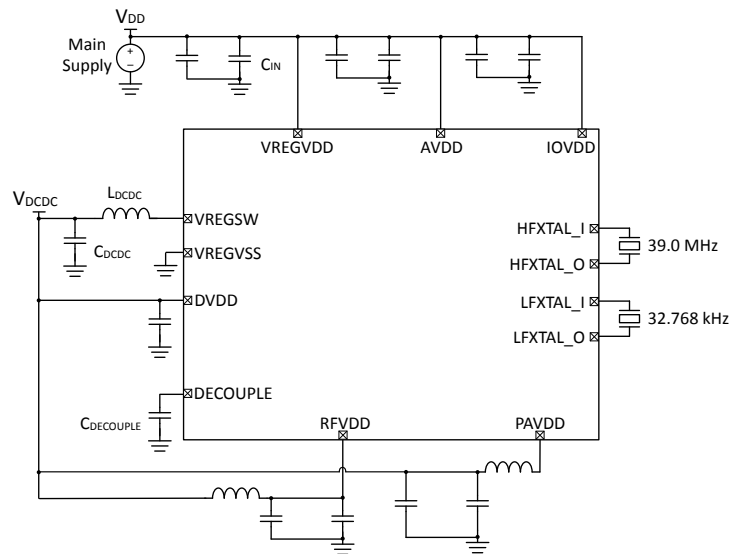 VDD
Main
Supply
+
−
CIN
VREGVDD
AVDD
IOVDD
VDCDC
LDCDC
VREGSW
HFXTAL_I
CDCDC
VREGVSS
39.0 MHz
HFXTAL_O
DVDD
LFXTAL_I
32.768 kHz
LFXTAL_O
DECOUPLE
CDECOUPLE
RFVDD
PAVDD